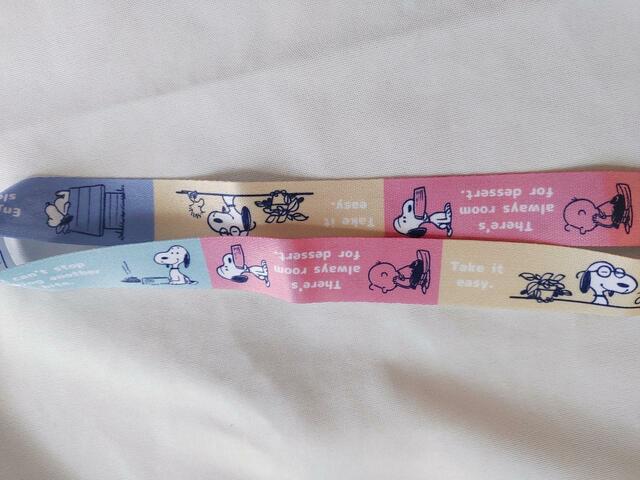 Take it
easy.
There's
always room
for dessert.
There's
always room
for dessert.
Take it
easy.